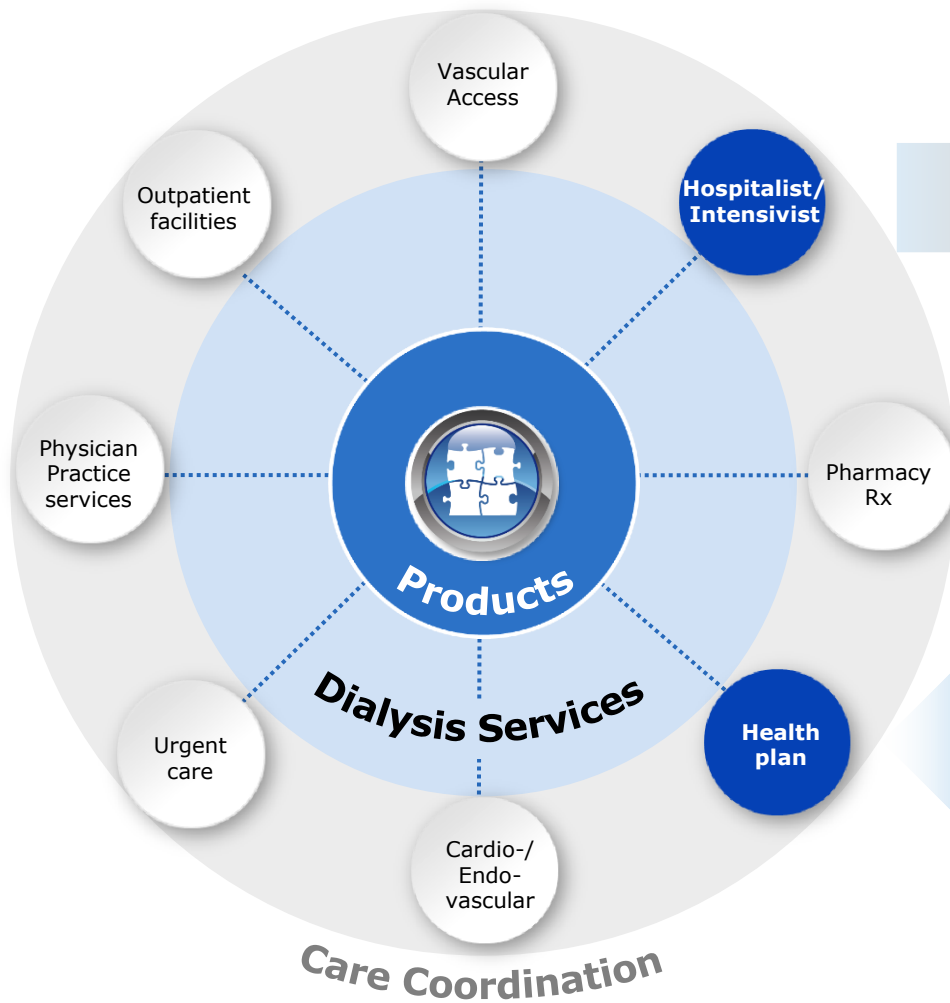 Vascular
Access
Hospitalist/
Intensivist
Outpatient
facilities
Physician
Practice
services
Pharmacy
Rx
Products
Dialysis Services
Urgent
care
Health
plan
Cardio-/
Endo-
vascular
Care Coordination